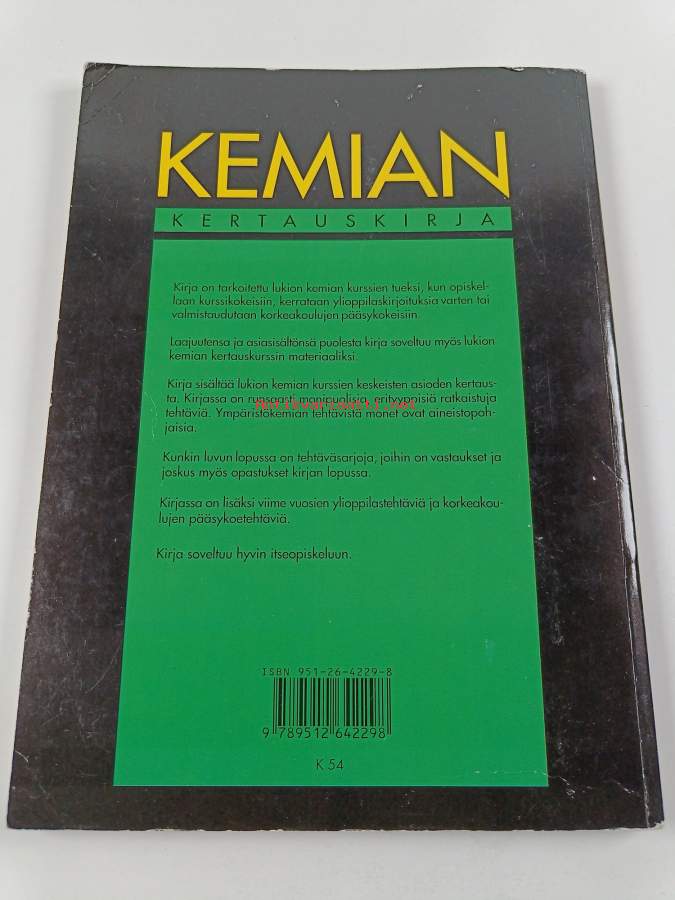 KEMIAN
KERTAUSKIRJA
Kirja on tarkoitettu lukion kemian kurssien tueksi, kun opiskel-
laan kurssikokeisiin, kerrataan ylioppilaskirjoituksia varten tai
valmistaudutaan korkeakoulujen pääsykokeisiin.
Laajuutensa ja asiasisältönsä puolesta kirja soveltuu myös lukion
kemian kertauskurssin materiaaliksi.
Kirja sisältää lukion kemian kurssien keskeisten asioden kertaus-
ta. Kirjassa on runsaasti monipuolisia, erityyppisiä ratkaistuja
antikvariaatti.net
tehtäviä. Ympäristökemian tehtävistä monet ovat aineistopoh-
jaisia.
Kunkin luvun lopussa on tehtäväsarjoja, joihin on vastaukset ja
joskus myös opastukset kirjan lopussa.
Kirjassa on lisäksi viime vuosien ylioppilastehtäviä ja korkeakou-
lujen pääsykoetehtäviä.
Kirja soveltuu hyvin itseopiskeluun.
ISBN 951-26-4229-8
9 789512 642298
K 54